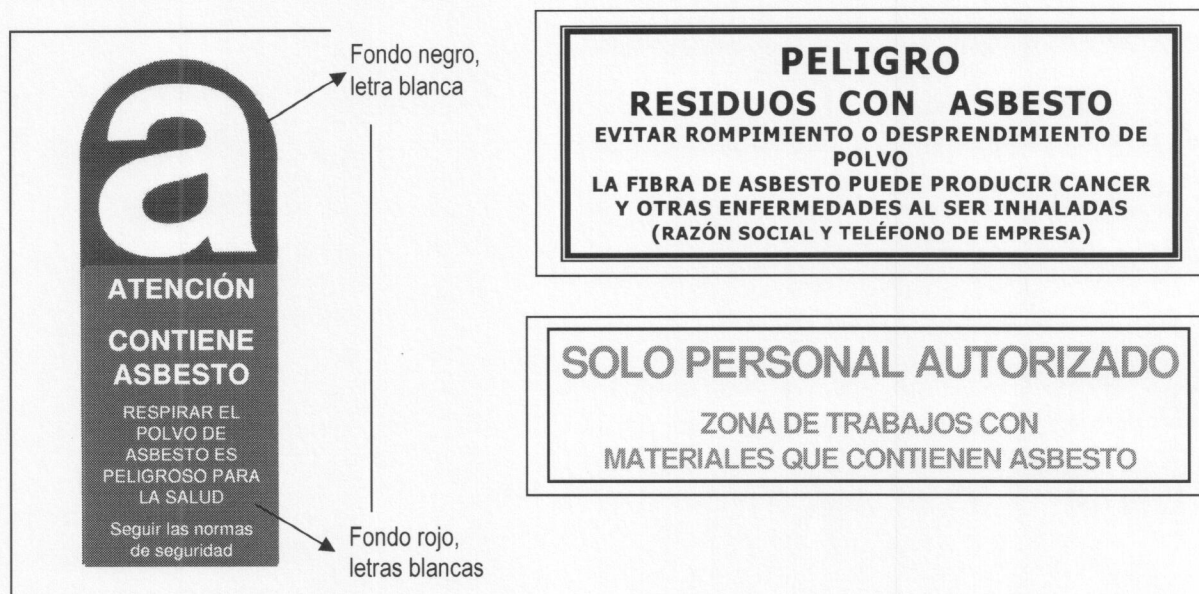 a
ATENCIÓN
CONTIENE
ASBESTO
RESPIRAR EL
POLVO DE
ASBESTO ES
PELIGROSO PARA
LA SALUD
Seguir las normas
de seguridad
Fondo negro,
letra blanca
Fondo rojo,
letras blancas
PELIGRO
RESIDUOS CON ASBESTO
EVITAR ROMPIMIENTO O DESPRENDIMIENTO DE
POLVO
LA FIBRA DE ASBESTO PUEDE PRODUCIR CANCER
Y OTRAS ENFERMEDADES AL SER INHALADAS
(RAZÓN SOCIAL Y TELÉFONO DE EMPRESA)
SOLO PERSONAL AUTORIZADO
ZONA DE TRABAJOS CON
MATERIALES QUE CONTIENEN ASBESTO